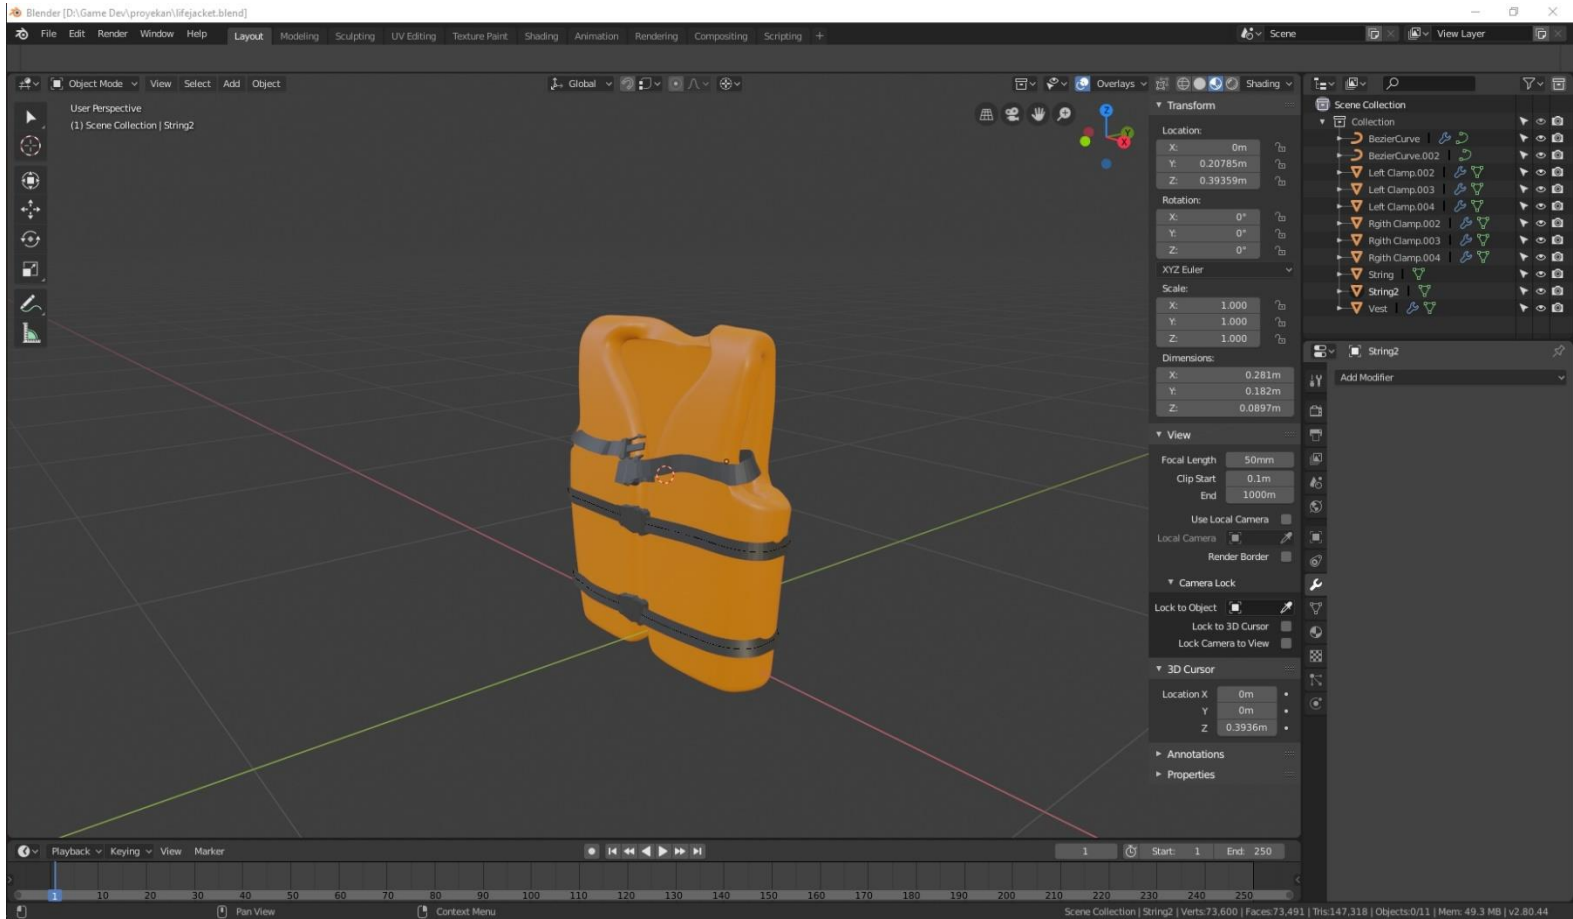 Blender [D:\Game Dev\proyekan\lifejacket.blend]
File Edit Render Window Help Layout Modeling Sculpting UV Editing Texture Paint Shading Animation Rendering Compositing Scripting + Scene View Layer
Object Mode View Select Add Object Global Overlays Shading
User Perspective
(1) Scene Collection | String2
Z
Y
X
Transform
Location:
X: 0m
Y: 0.20785m
Z: 0.39359m
Rotation:
X: 0°
Y: 0°
Z: 0°
XYZ Euler
Scale:
X: 1.000
Y: 1.000
Z: 1.000
Dimensions:
X: 0.281m
Y: 0.182m
Z: 0.0897m
View
Focal Length 50mm
Clip Start 0.1m
End 1000m
Use Local Camera
Local Camera
Render Border
Camera Lock
Lock to Object
Lock to 3D Cursor
Lock Camera to View
3D Cursor
Location X 0m
Y 0m
Z 0.3936m
Annotations
Properties
Scene Collection
Collection
BezierCurve
BezierCurve.002
Left Clamp.002
Left Clamp.003
Left Clamp.004
Rgith Clamp.002
Rgith Clamp.003
Rgith Clamp.004
String
String2
Vest
String2
Add Modifier
Playback Keying View Marker 1 Start: 1 End: 250
1 10 20 30 40 50 60 70 80 90 100 110 120 130 140 150 160 170 180 190 200 210 220 230 240 250
Pan View Context Menu Scene Collection | String2 | Verts:73,600 | Faces:73,491 | Tris:147,318 | Objects:0/11 | Mem: 49.3 MB | v2.80.44